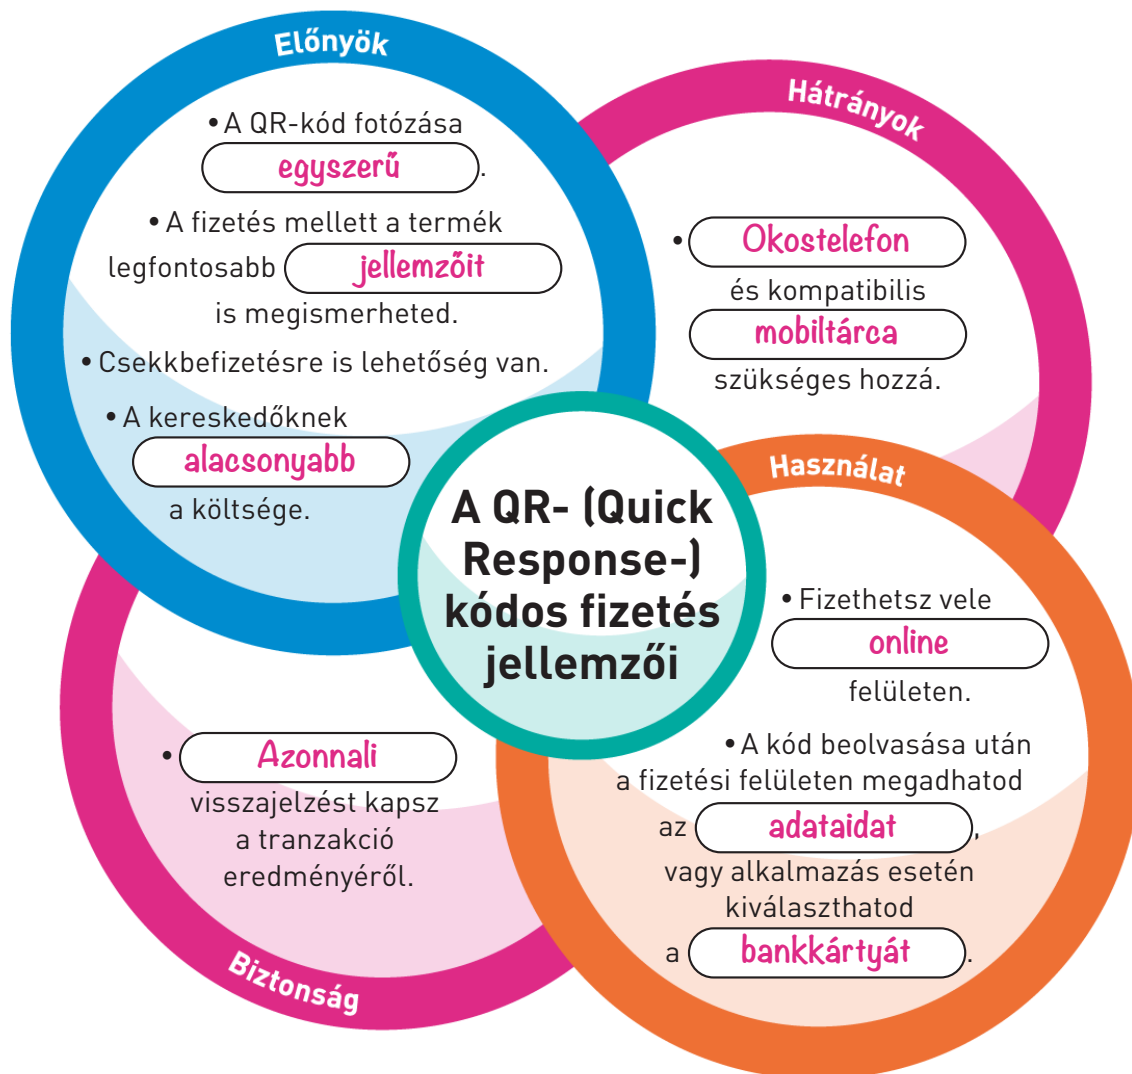 Előnyök
• A QR-kód fotózása
egyszerű.
• A fizetés mellett a termék
legfontosabb jellemzőit
is megismerheted.
• Csekkbefizetésre is lehetőség van.
• A kereskedőknek
alacsonyabb
a költsége.
Hátrányok
• Okostelefon
és kompatibilis
mobiltárca
szükséges hozzá.
A QR- (Quick
Response-)
kódos fizetés
jellemzői
Használat
• Fizethetsz vele
online
felületen.
• A kód beolvasása után
a fizetési felületen megadhatod
az adataidat,
vagy alkalmazás esetén
kiválaszthatod
a bankkártyát.
• Azonnali
visszajelzést kapsz
a tranzakció
eredményéről.
Biztonság